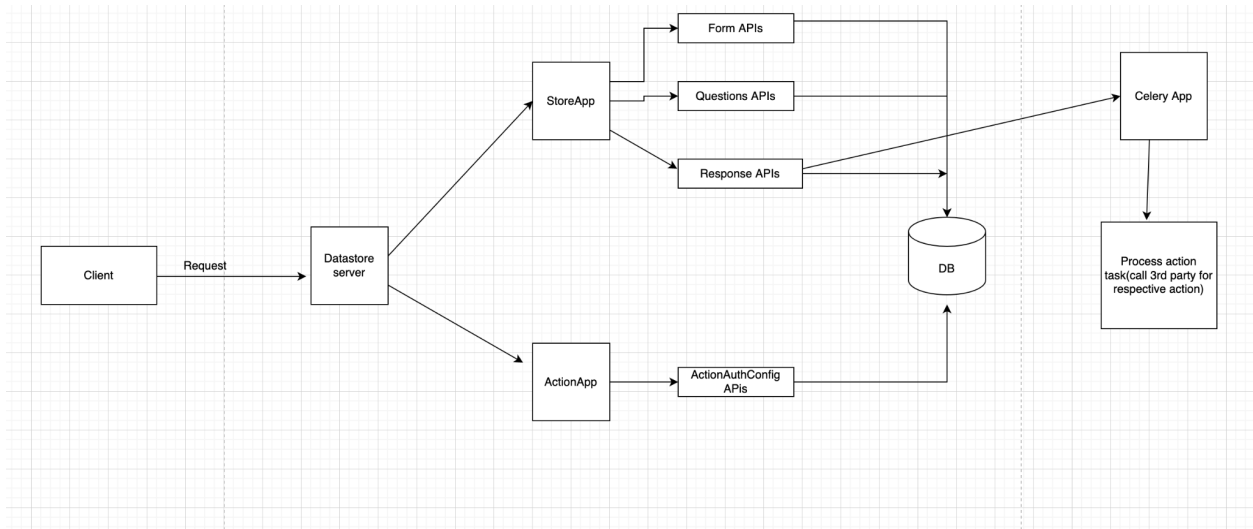 Form APIs
StoreApp
Questions APIs
Celery App
Response APIs
Client
Request
Datastore
server
DB
Process action
task(call 3rd party for
respective action)
ActionApp
ActionAuthConfig
APis